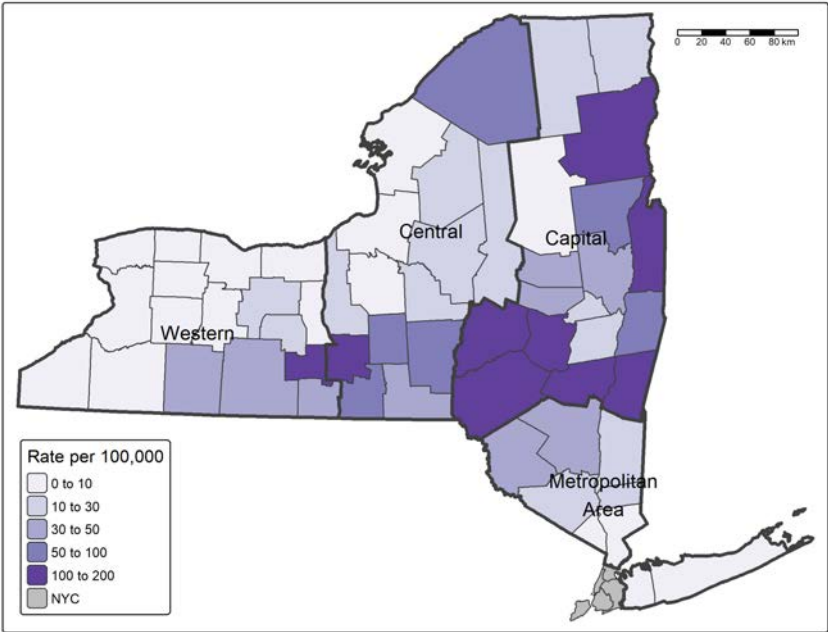 0 20 40 60 80 km
Central
Capital
Western
Metropolitan
Area
Rate per 100,000
0 to 10
10 to 30
30 to 50
50 to 100
100 to 200
NYC